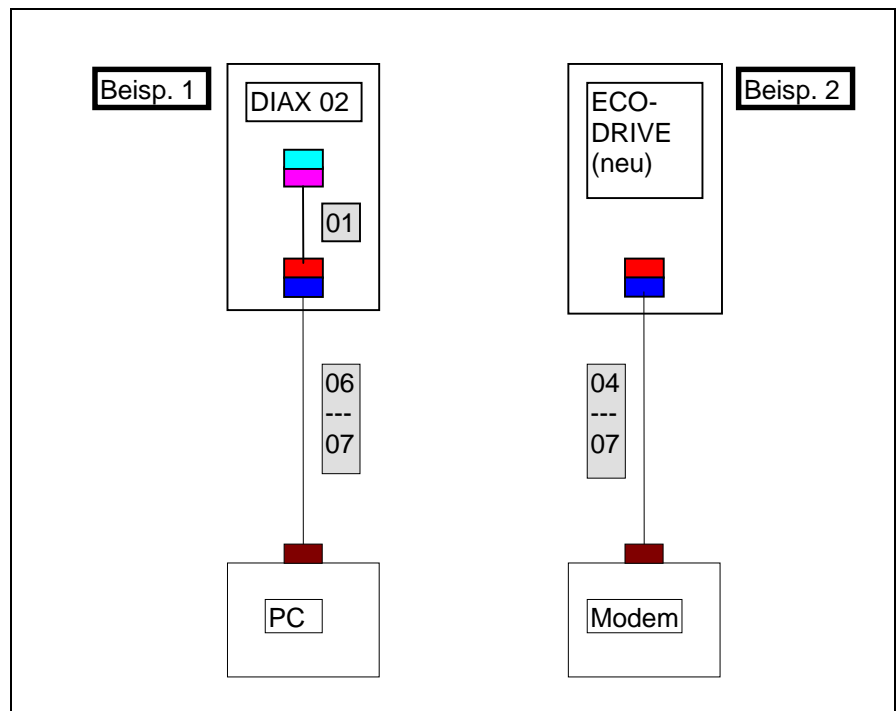 Beisp. 1
DIAX 02
01
06
---
07
PC
ECO-
DRIVE
(neu)
Beisp. 2
04
---
07
Modem